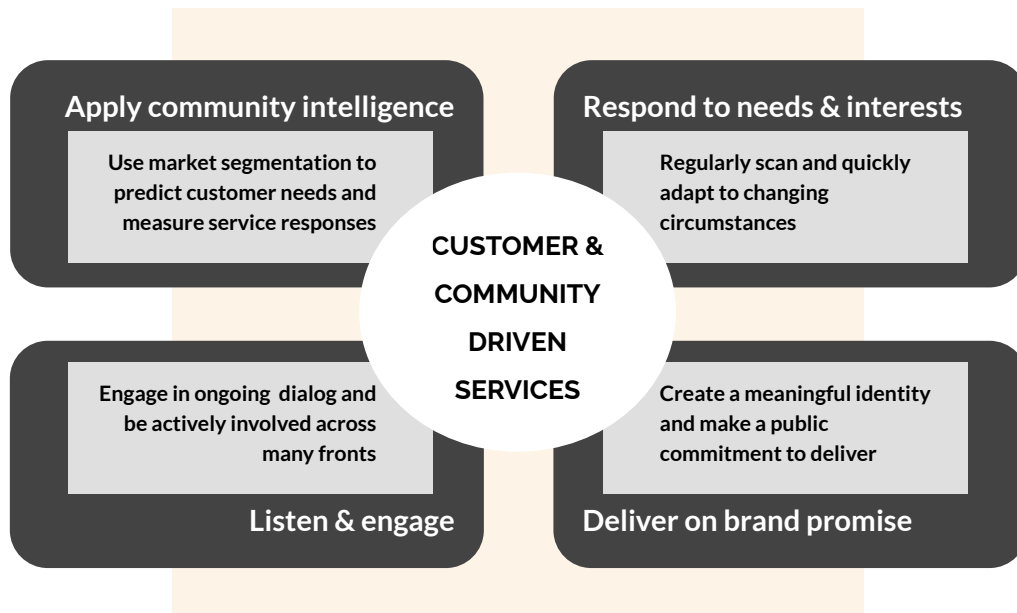 Apply community intelligence
Use market segmentation to
predict customer needs and
measure service responses
Respond to needs & interests
Regularly scan and quickly
adapt to changing
circumstances
CUSTOMER &
COMMUNITY
DRIVEN
SERVICES
Engage in ongoing  dialog and
be actively involved across
many fronts
Listen & engage
Create a meaningful identity
and make a public
commitment to deliver
Deliver on brand promise